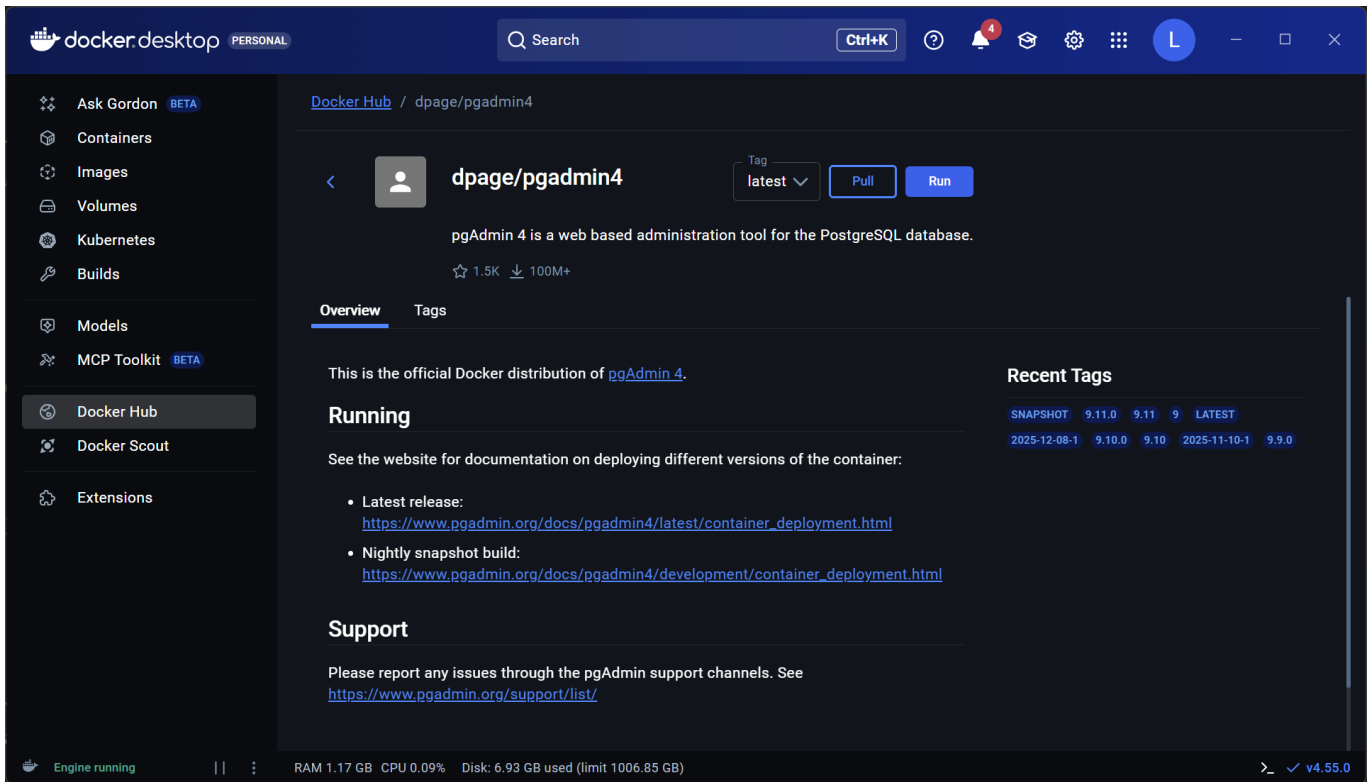 docker.desktop PERSONAL
Search
Ctrl+K
4
L
Ask Gordon BETA
Containers
Images
Volumes
Kubernetes
Builds
Models
MCP Toolkit BETA
Docker Hub
Docker Scout
Extensions
Docker Hub / dpage/pgadmin4
dpage/pgadmin4
Tag
latest
Pull
Run
pgAdmin 4 is a web based administration tool for the PostgreSQL database.
1.5K 100M+
Overview Tags
This is the official Docker distribution of pgAdmin 4.
Running
See the website for documentation on deploying different versions of the container:
• Latest release:
https://www.pgadmin.org/docs/pgadmin4/latest/container_deployment.html
• Nightly snapshot build:
https://www.pgadmin.org/docs/pgadmin4/development/container_deployment.html
Support
Please report any issues through the pgAdmin support channels. See
https://www.pgadmin.org/support/list/
Recent Tags
SNAPSHOT 9.11.0 9.11 9 LATEST
2025-12-08-1 9.10.0 9.10 2025-11-10-1 9.9.0
Engine running
RAM 1.17 GB CPU 0.09% Disk: 6.93 GB used (limit 1006.85 GB)
v4.55.0